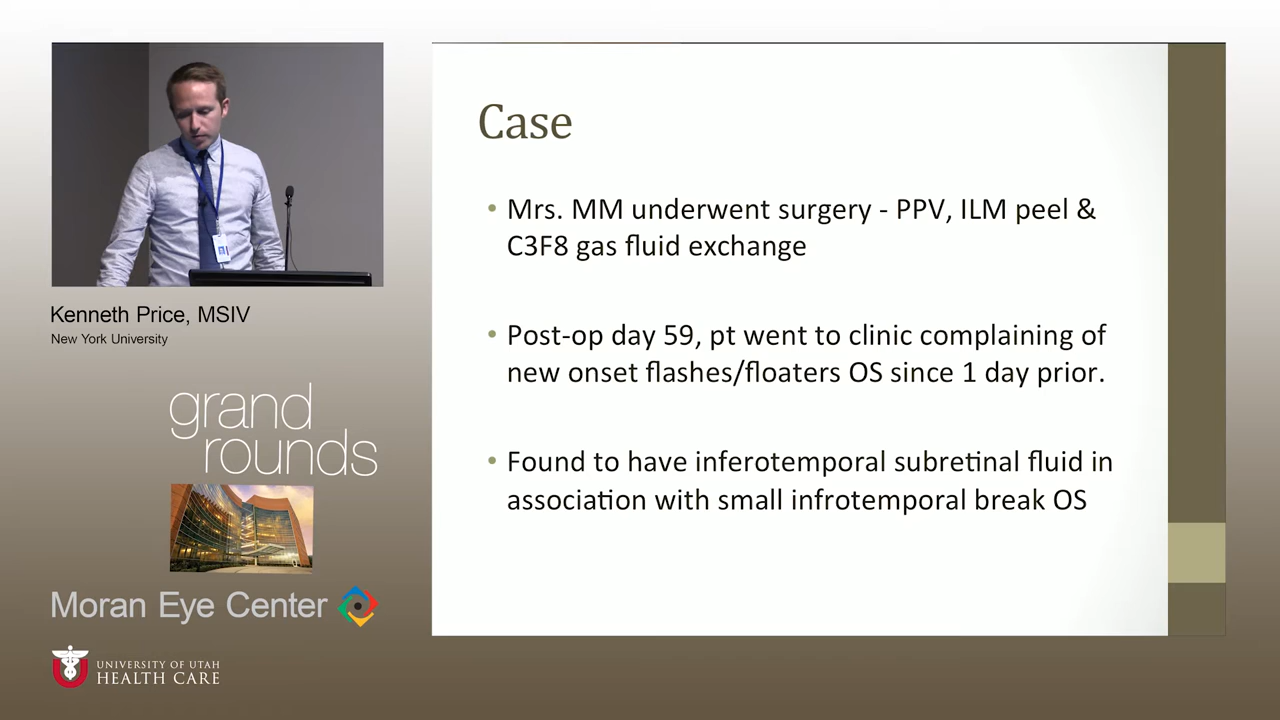 Case
• Mrs. MM underwent surgery - PPV, ILM peel &
C3F8 gas fluid exchange
• Post-op day 59, pt went to clinic complaining of
new onset flashes/floaters OS since 1 day prior.
• Found to have inferotemporal subretinal fluid in
association with small infrotemporal break OS
Kenneth Price, MSIV
New York University
grand
rounds
Moran Eye Center
U
UNIVERSITY OF UTAH
HEALTH CARE